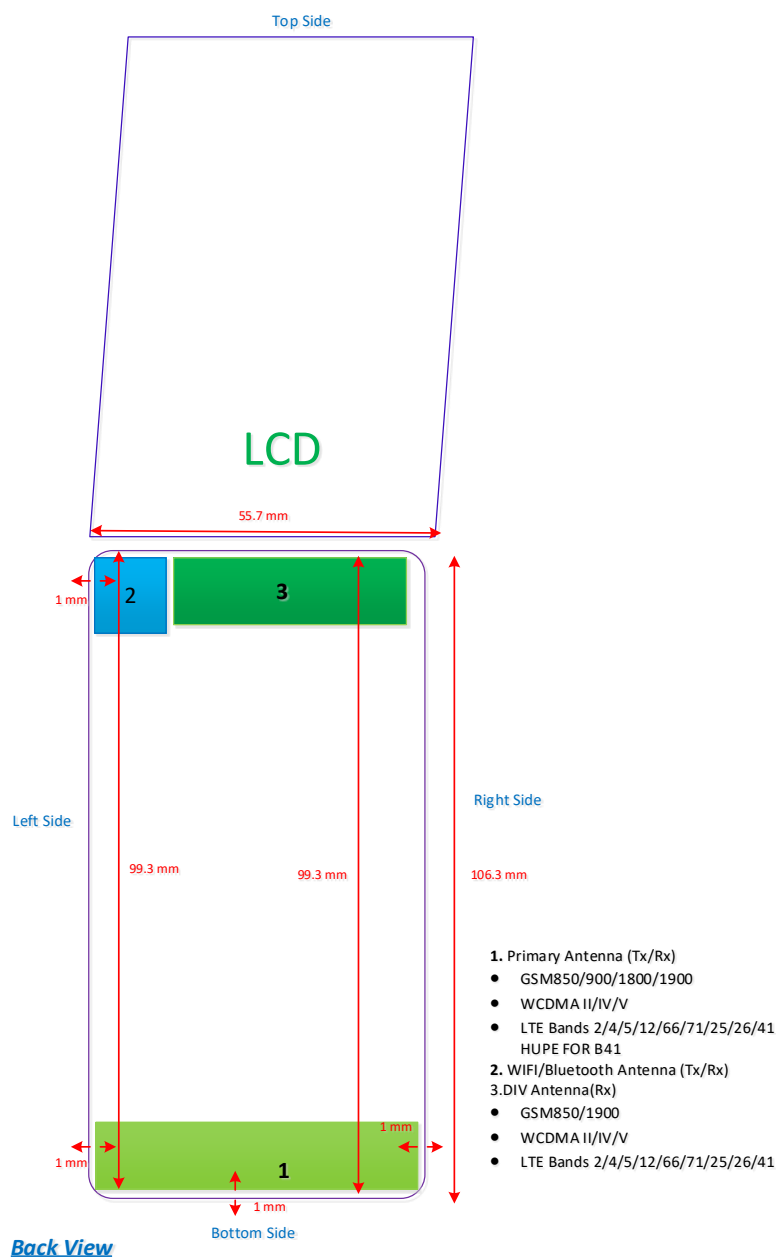 Top Side
LCD
55.7 mm
2
3
1 mm
Left Side
Right Side
99.3 mm
99.3 mm
106.3 mm
1. Primary Antenna (Tx/Rx)
● GSM850/900/1800/1900
● WCDMA II/IV/V
● LTE Bands 2/4/5/12/66/71/25/26/41
HUPE FOR B41
2. WIFI/Bluetooth Antenna (Tx/Rx)
3.DIV Antenna(Rx)
● GSM850/1900
● WCDMA II/IV/V
● LTE Bands 2/4/5/12/66/71/25/26/41
1 mm
1 mm
1
1 mm
Bottom Side
Back View